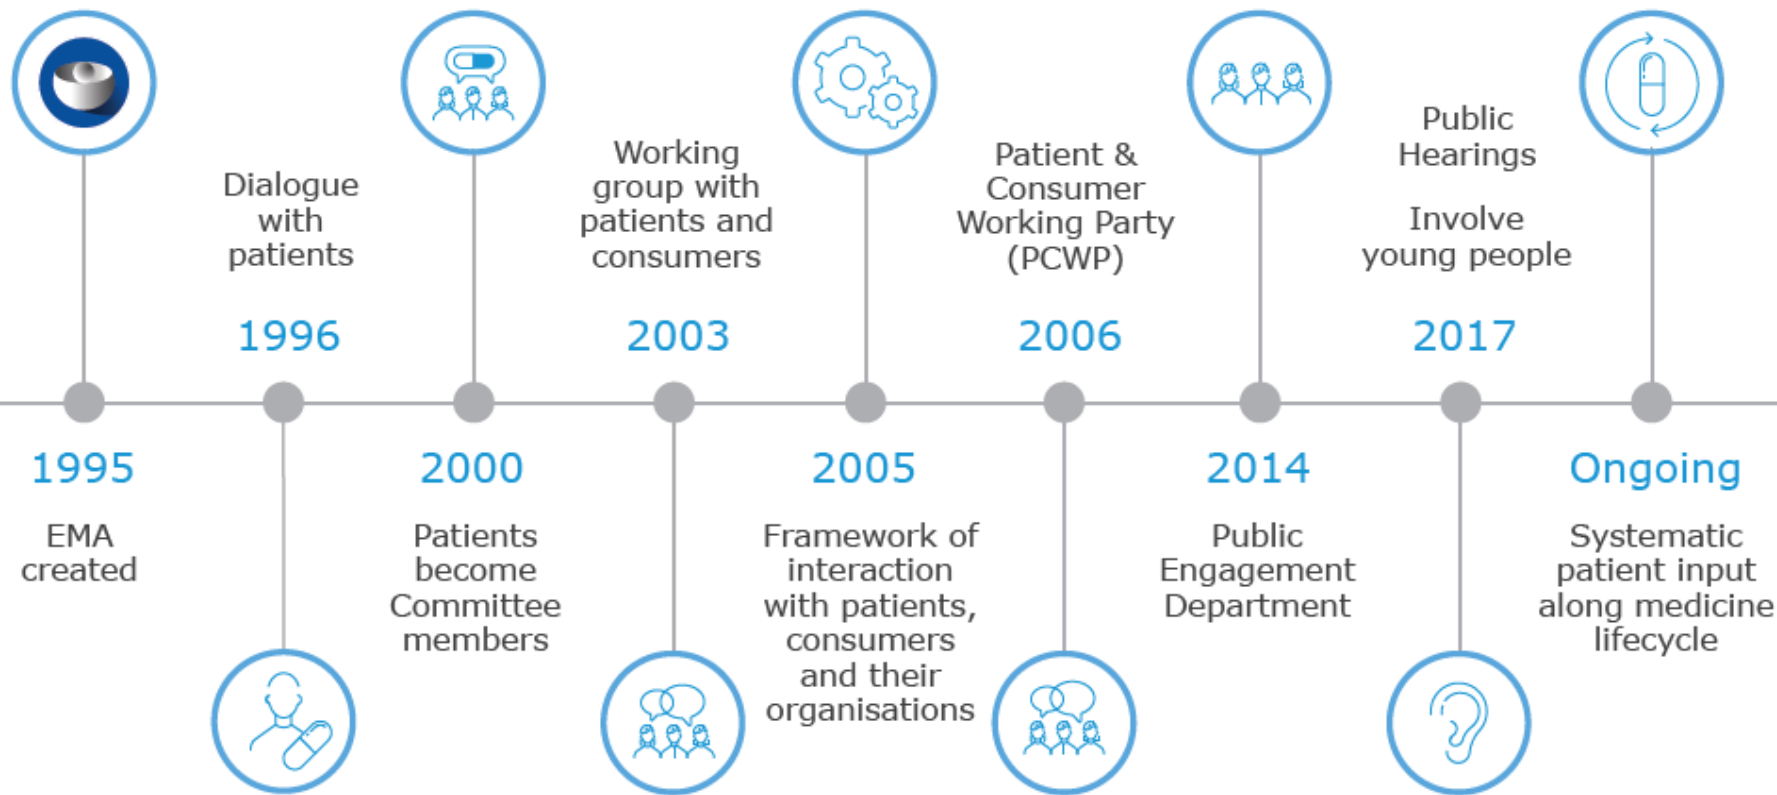 1995
EMA
created
Dialogue
with
patients
1996
2000
Patients
become
Committee
members
Working
group with
patients and
consumers
2003
2005
Framework of
interaction
with patients,
consumers
and their
organisations
Patient &
Consumer
Working Party
(PCWP)
2006
2014
Public
Engagement
Department
Public
Hearings
Involve
young people
2017
Ongoing
Systematic
patient input
along medicine
lifecycle